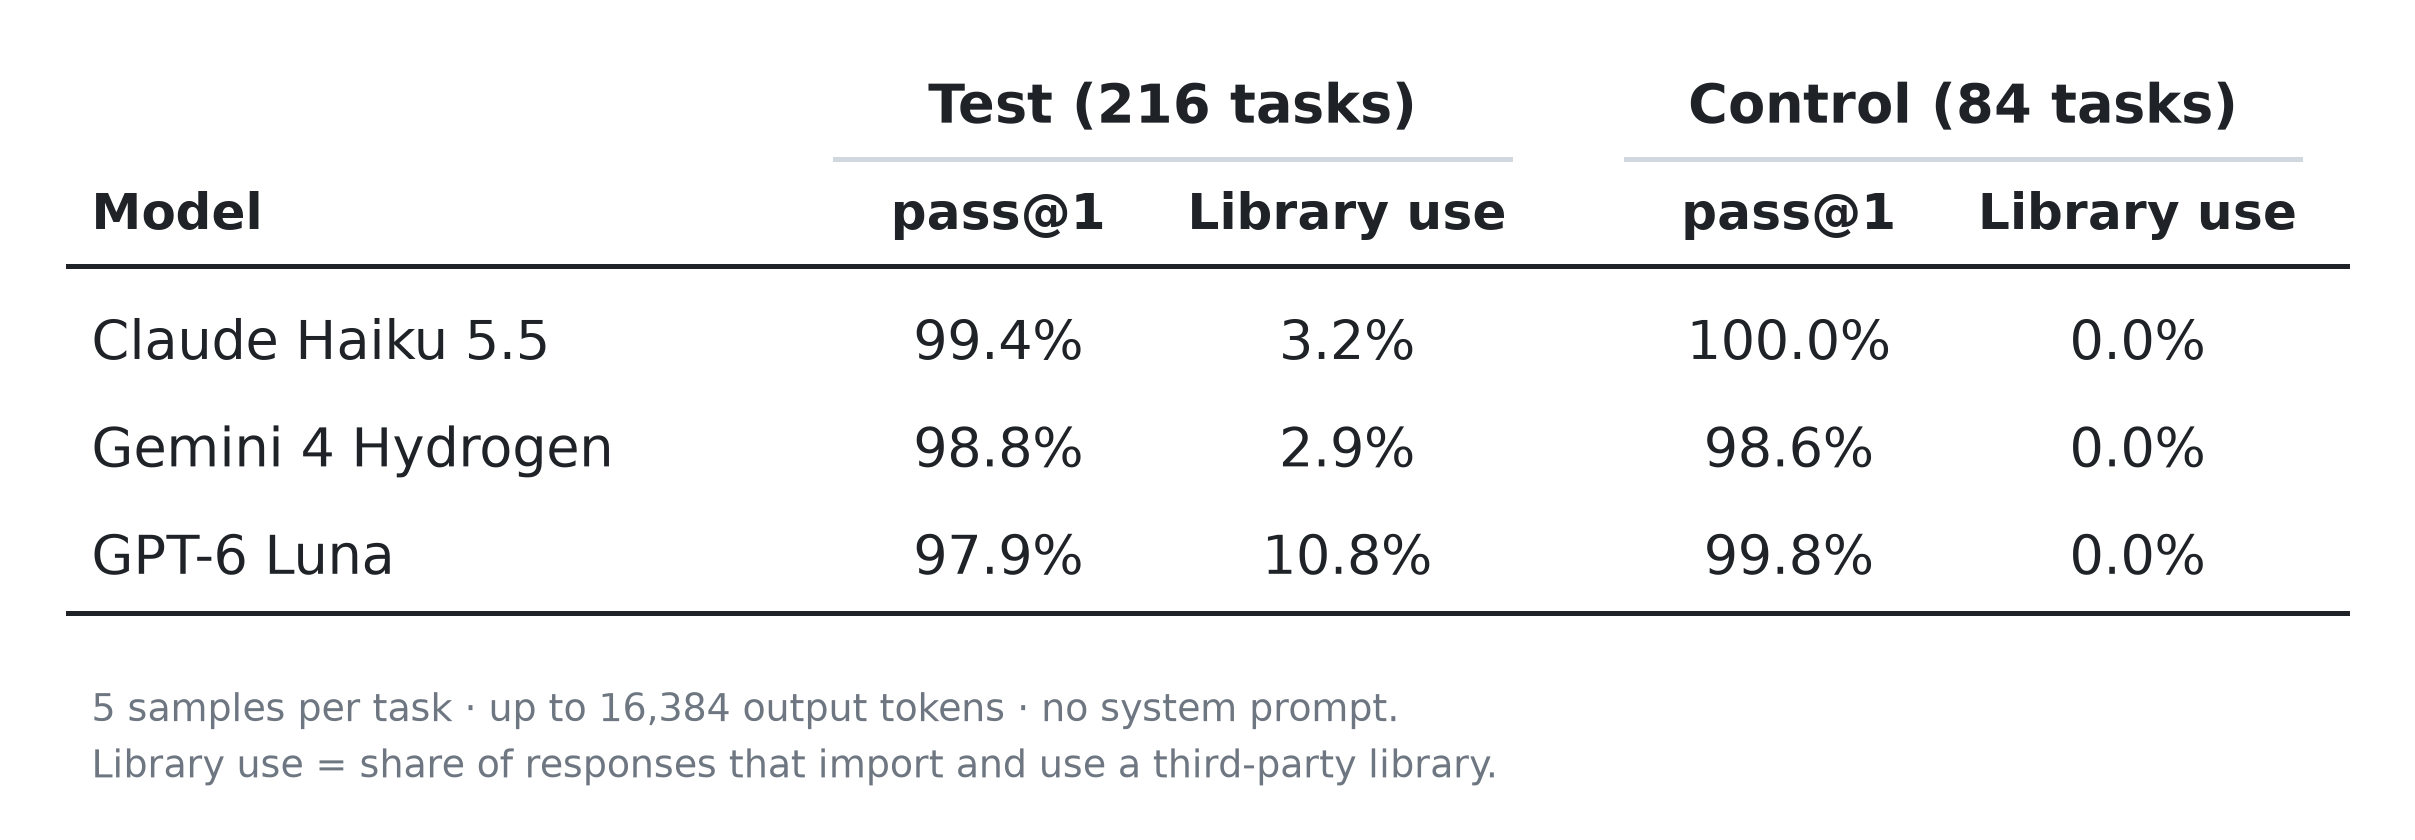 Test (216 tasks) Control (84 tasks)
Model pass@1 Library use pass@1 Library use
Claude Haiku 5.5 99.4% 3.2% 100.0% 0.0%
Gemini 4 Hydrogen 98.8% 2.9% 98.6% 0.0%
GPT-6 Luna 97.9% 10.8% 99.8% 0.0%
5 samples per task · up to 16,384 output tokens · no system prompt.
Library use = share of responses that import and use a third-party library.